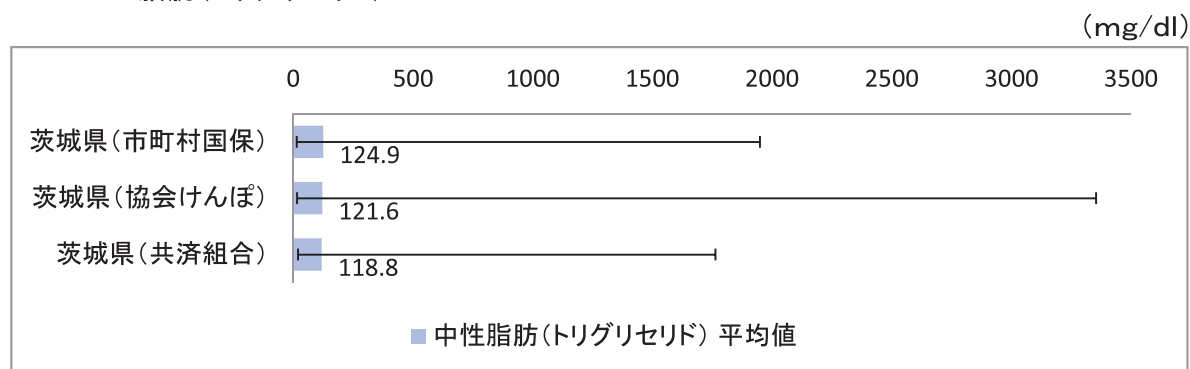 (mg/dl)
0 500 1000 1500 2000 2500 3000 3500
茨城県(市町村国保)
124.9
茨城県(協会けんぽ)
121.6
茨城県(共済組合)
118.8
中性脂肪(トリグリセリド) 平均値